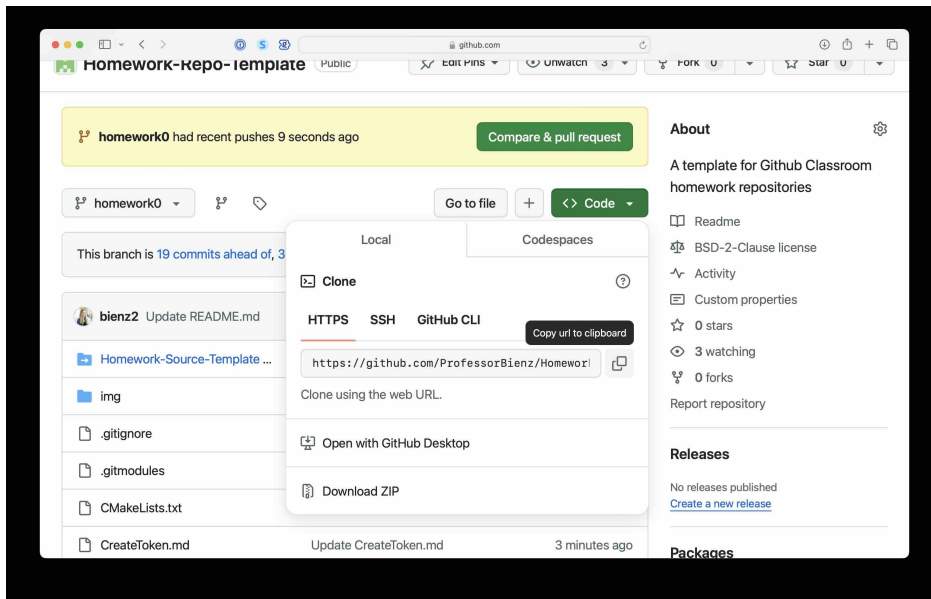 github.com
Homework-Repo-Template Public Edit Pins Unwatch 3 Fork 0 Star 0
homework0 had recent pushes 9 seconds ago Compare & pull request
homework0 Go to file Code
This branch is 19 commits ahead of, 3
Local Codespaces
Clone
HTTPS SSH GitHub CLI
Copy url to clipboard
https://github.com/ProfessorBienz/Homewor
Clone using the web URL.
Open with GitHub Desktop
Download ZIP
bienz2 Update README.md
Homework-Source-Template ...
img
.gitignore
.gitmodules
CMakeLists.txt
CreateToken.md Update CreateToken.md 3 minutes ago
About
A template for Github Classroom
homework repositories
Readme
BSD-2-Clause license
Activity
Custom properties
0 stars
3 watching
0 forks
Report repository
Releases
No releases published
Create a new release
Packages